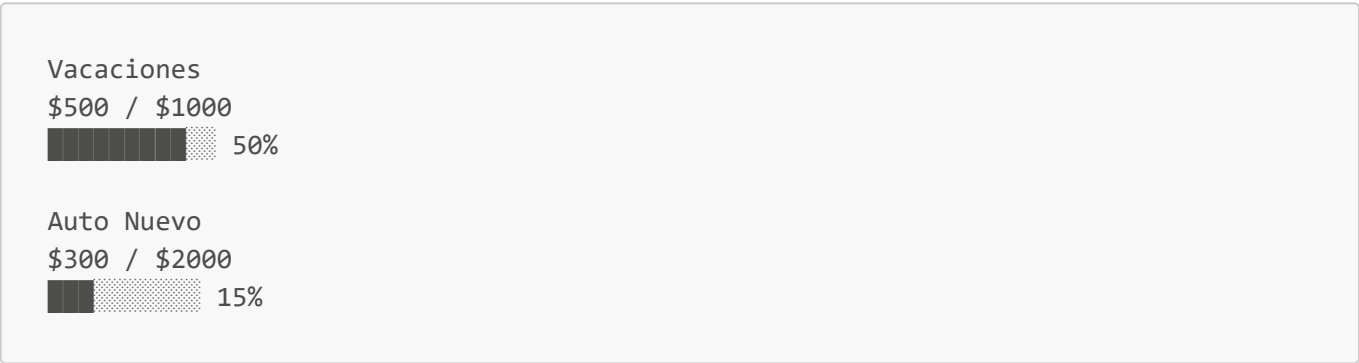 Vacaciones
$500 / $1000
█████████░░ 50%
Auto Nuevo
$300 / $2000
███░░░░░░░ 15%